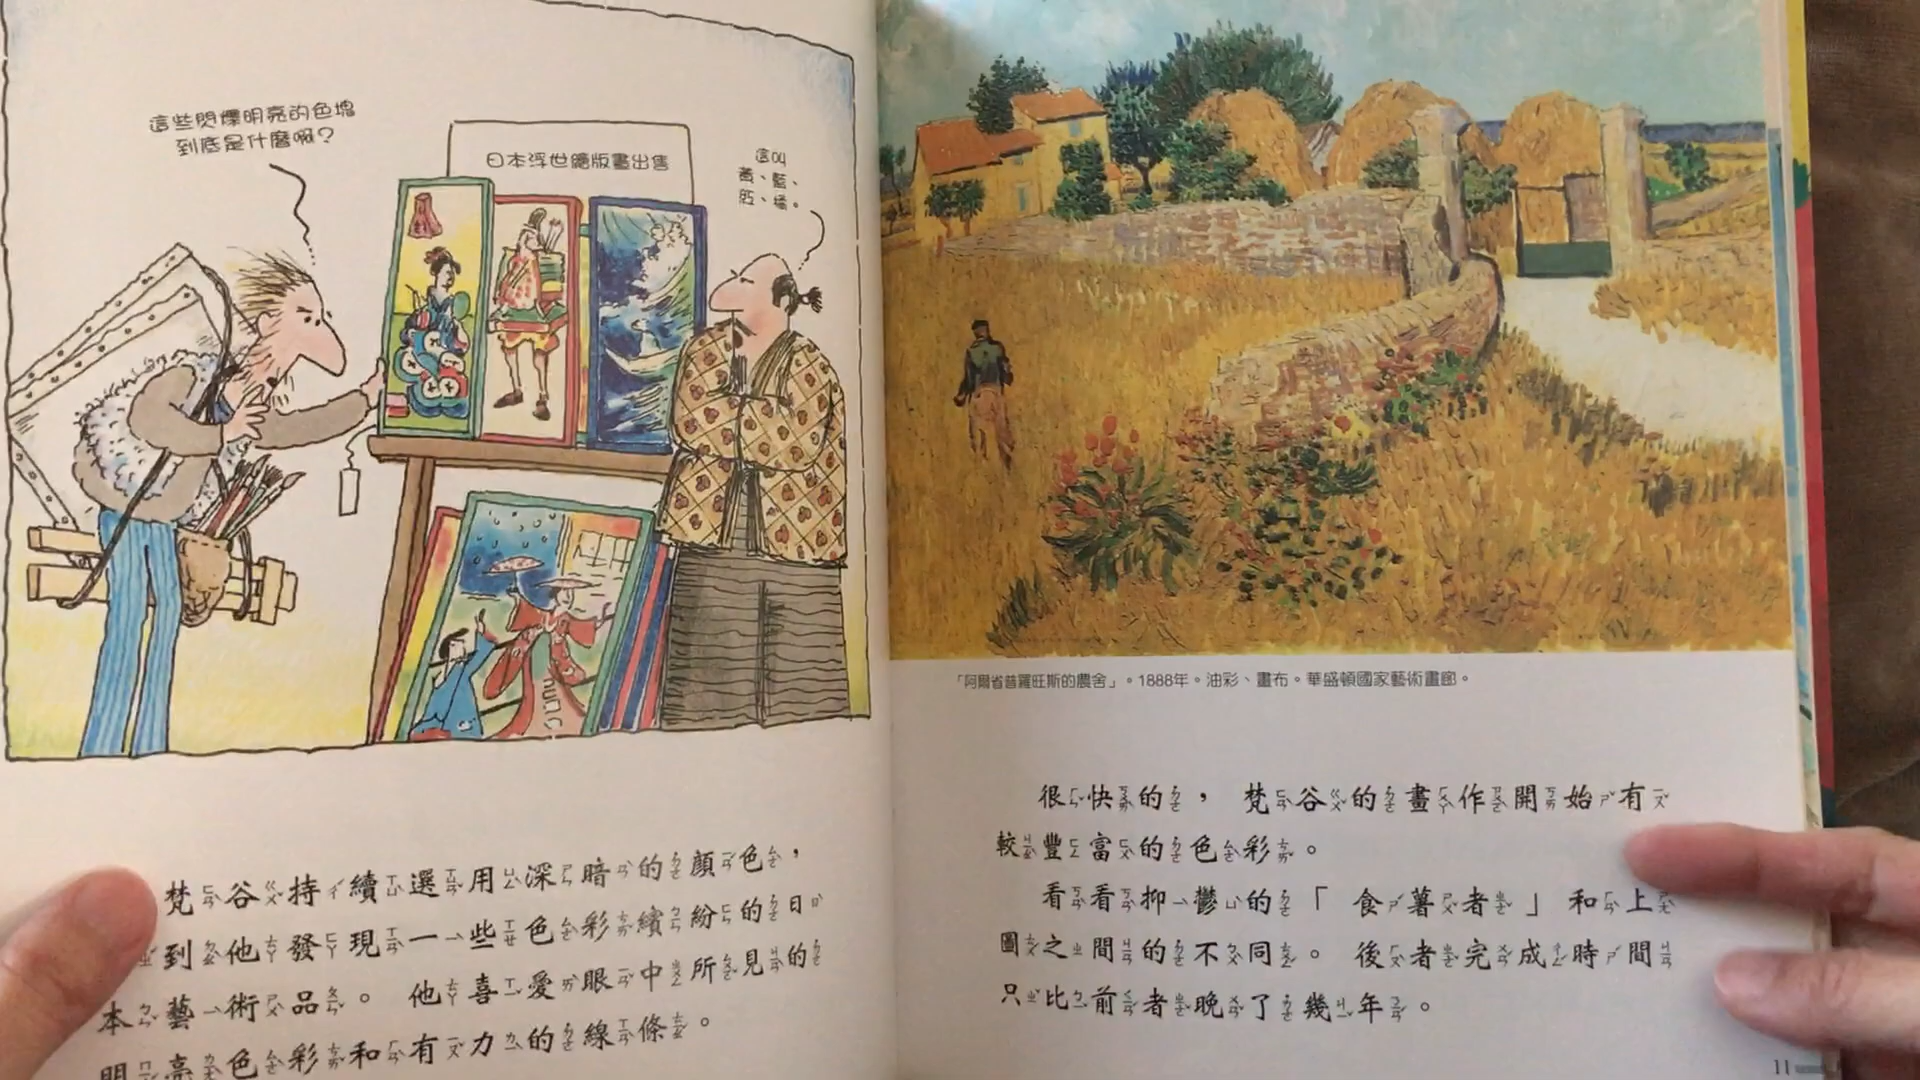 這些閃爍明亮的色塊
到底是什麼啊?
日本浮世繪版畫出售
這叫
黃、藍、
紅、橘。
梵谷持續選用深暗的顏色,
到他發現一些色彩繽紛的日
本藝術品。他喜愛眼中所見的
明亮色彩和有力的線條。
「阿爾省普羅旺斯的農舍」。1888年。油彩、畫布。華盛頓國家藝術畫廊。
很快的,梵谷的畫作開始有
較豐富的色彩。
看看抑鬱的「食薯者」和上
圖之間的不同。後者完成時間
只比前者晚了幾年。
11